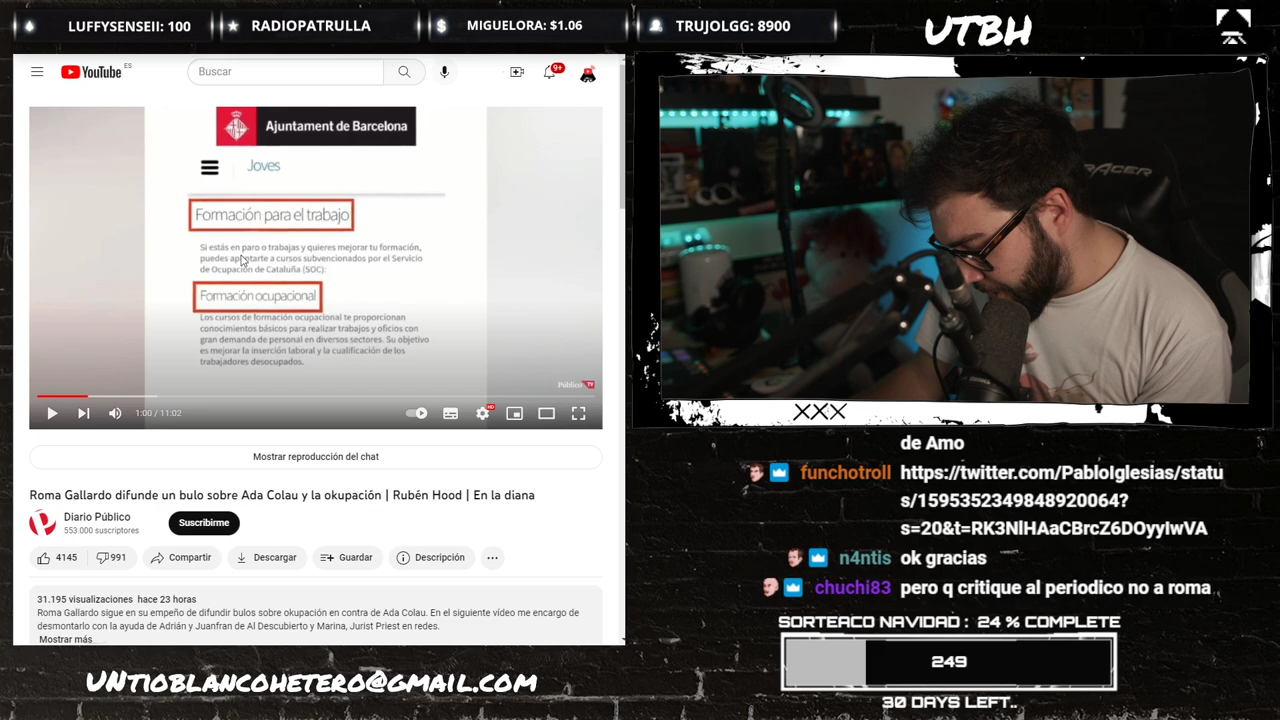 LUFFYSENSEII: 100
RADIOPATRULLA
MIGUELORA: $1.06
TRUJOLGG: 8900
UTBH
YouTube ES
Buscar
9+
Ajuntament de Barcelona
Joves
Formación para el trabajo
Si estás en paro o trabajas y quieres mejorar tu formación,
puedes apuntarte a cursos subvencionados por el Servicio
de Ocupación de Cataluña (SOC):
Formación ocupacional
Los cursos de formación ocupacional te proporcionan
conocimientos básicos para realizar trabajos y oficios con
gran demanda de personal en diversos sectores. Su objetivo
es mejorar la inserción laboral y la cualificación de los
trabajadores desocupados.
Público TV
1:00 / 11:02
HD
Mostrar reproducción del chat
Roma Gallardo difunde un bulo sobre Ada Colau y la okupación | Rubén Hood | En la diana
Diario Público
553.000 suscriptores
Suscribirme
4145
991
Compartir
Descargar
Guardar
Descripción
31.195 visualizaciones hace 23 horas
Roma Gallardo sigue en su empeño de difundir bulos sobre okupación en contra de Ada Colau. En el siguiente vídeo me encargo de
desmontarlo con la ayuda de Adrián y Juanfran de Al Descubierto y Marina, Jurist Priest en redes.
Mostrar más
UNTIOBLANCOHETERO@GMAIL.COM
RACER
XXX
de Amo
funchotroll https://twitter.com/PabloIglesias/statu
s/1595352349848920064?
s=20&t=RK3NlHAaCBrcZ6DOyyIwVA
n4ntis ok gracias
chuchi83 pero q critique al periodico no a roma
SORTEACO NAVIDAD : 24 % COMPLETE
249
30 DAYS LEFT..